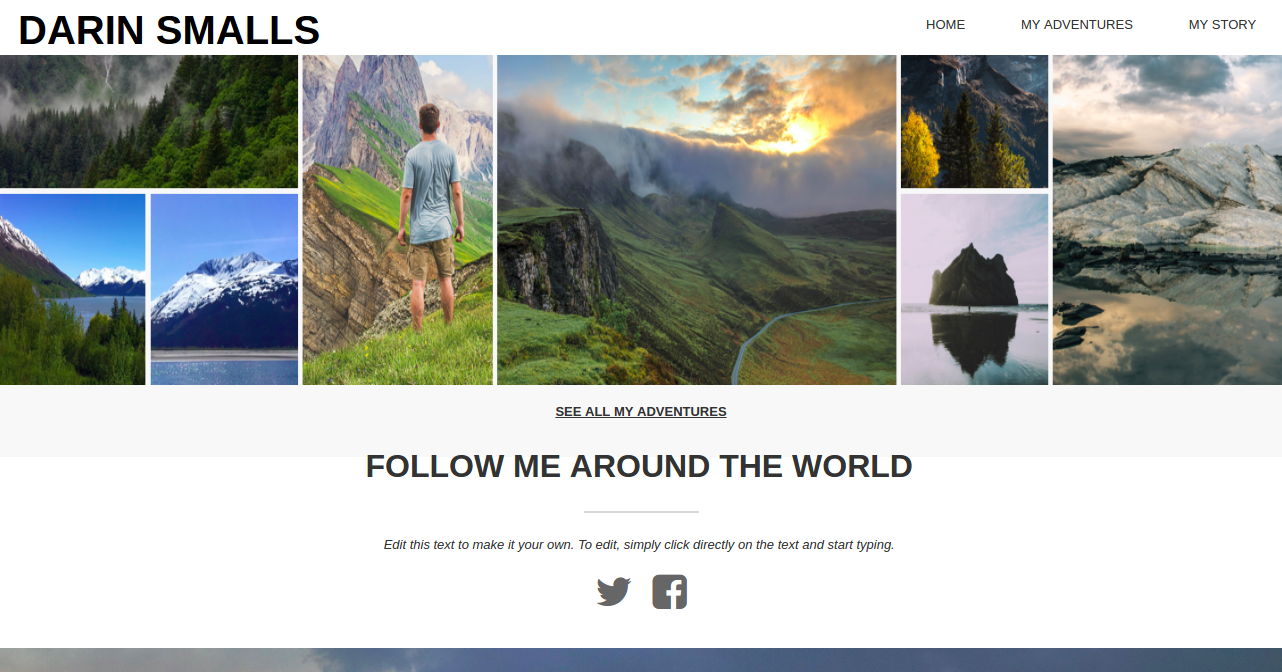 DARIN SMALLS
HOME MY ADVENTURES MY STORY
SEE ALL MY ADVENTURES
FOLLOW ME AROUND THE WORLD
Edit this text to make it your own. To edit, simply click directly on the text and start typing.